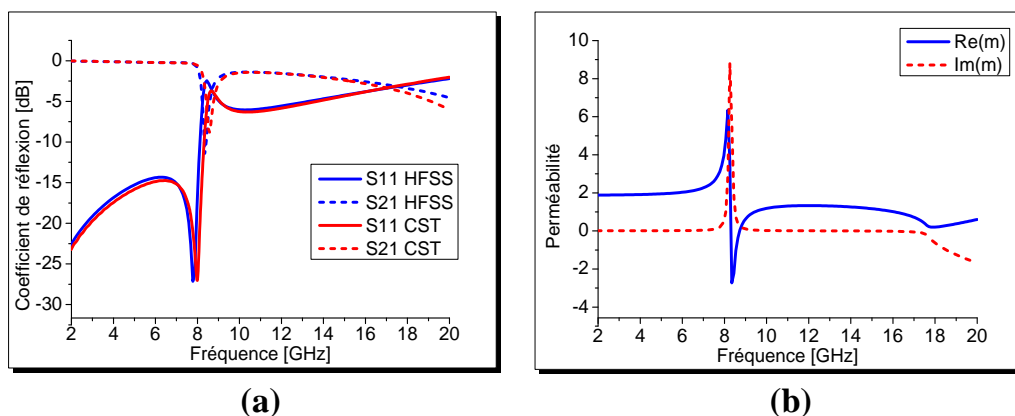 Coefficient de réflexion [dB]
0
-5
-10
-15
-20
-25
-30
S11 HFSS
S21 HFSS
S11 CST
S21 CST
2 4 6 8 10 12 14 16 18 20
Fréquence [GHz]
(a)
Perméabilité
10
8
6
4
2
0
-2
-4
Re(m)
Im(m)
2 4 6 8 10 12 14 16 18 20
Fréquence [GHz]
(b)